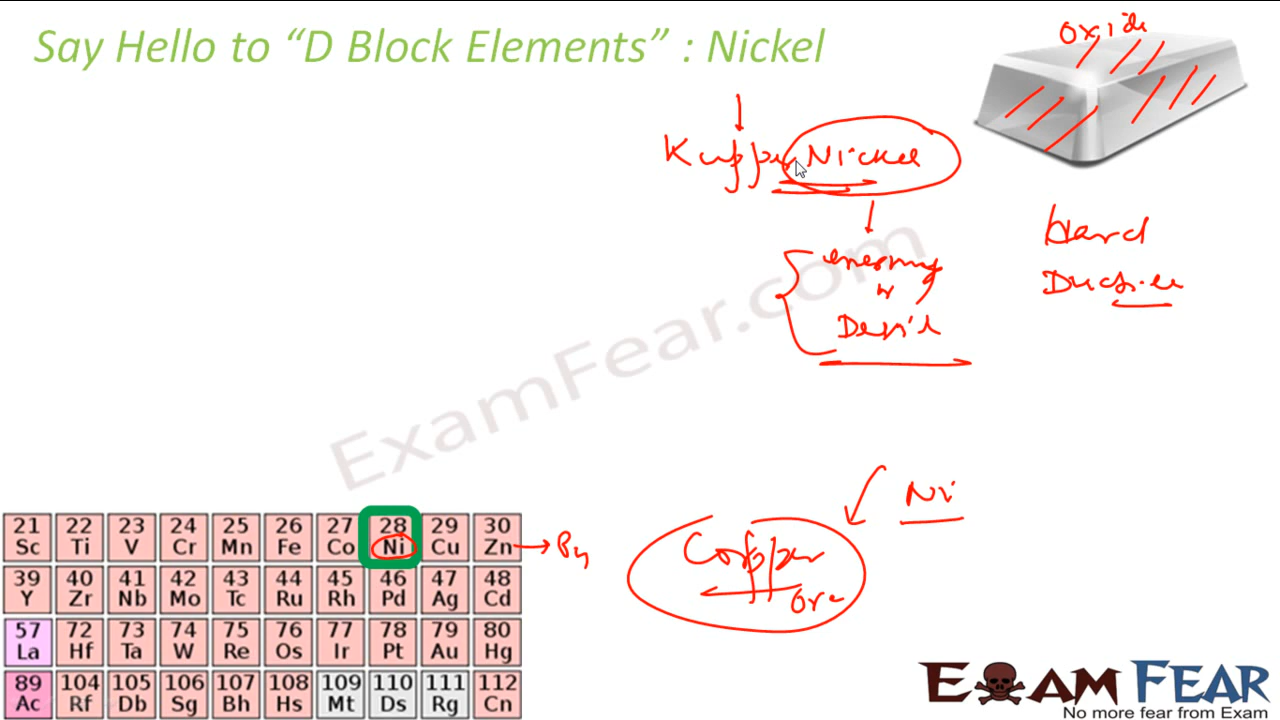 Say Hello to “D Block Elements” : Nickel
Oxide
Kupper Nickel
Hard
Devil
ExamFear.com
Ni
Copper
Ore
21 22 23 24 25 26 27 28 29 30
Sc Ti V Cr Mn Fe Co Ni Cu Zn
39 40 41 42 43 44 45 46 47 48
Y Zr Nb Mo Tc Ru Rh Pd Ag Cd
57 72 73 74 75 76 77 78 79 80
La Hf Ta W Re Os Ir Pt Au Hg
89 104 105 106 107 108 109 110 111 112
Ac Rf Db Sg Bh Hs Mt Ds Rg Cn
EXAM FEAR
No more fear from Exam